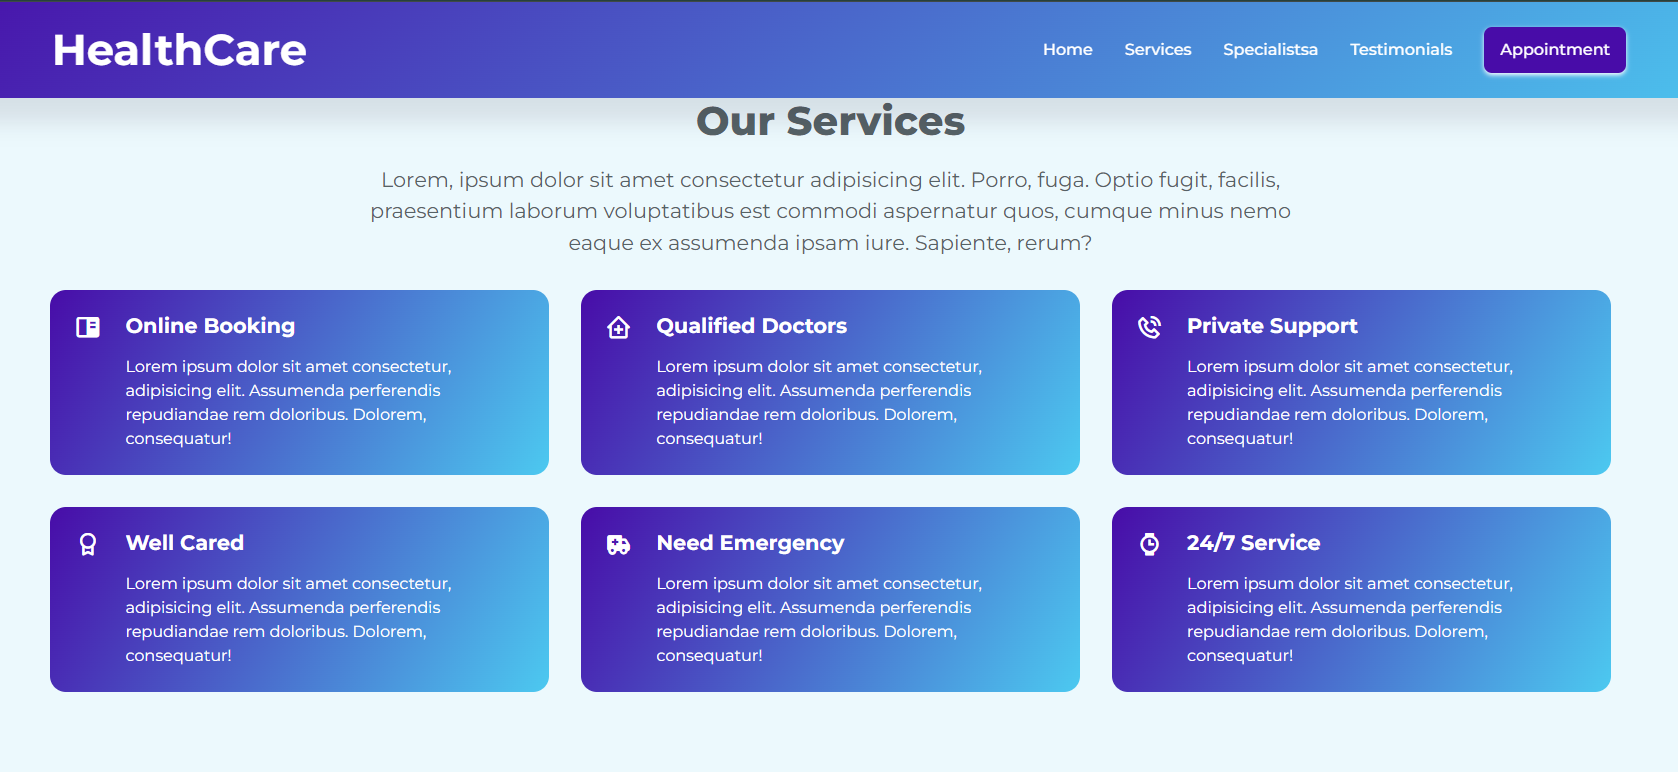 HealthCare
Home Services Specialistsa Testimonials Appointment
Our Services
Lorem, ipsum dolor sit amet consectetur adipisicing elit. Porro, fuga. Optio fugit, facilis,
praesentium laborum voluptatibus est commodi aspernatur quos, cumque minus nemo
eaque ex assumenda ipsam iure. Sapiente, rerum?
Online Booking
Lorem ipsum dolor sit amet consectetur,
adipisicing elit. Assumenda perferendis
repudiandae rem doloribus. Dolorem,
consequatur!
Qualified Doctors
Lorem ipsum dolor sit amet consectetur,
adipisicing elit. Assumenda perferendis
repudiandae rem doloribus. Dolorem,
consequatur!
Private Support
Lorem ipsum dolor sit amet consectetur,
adipisicing elit. Assumenda perferendis
repudiandae rem doloribus. Dolorem,
consequatur!
Well Cared
Lorem ipsum dolor sit amet consectetur,
adipisicing elit. Assumenda perferendis
repudiandae rem doloribus. Dolorem,
consequatur!
Need Emergency
Lorem ipsum dolor sit amet consectetur,
adipisicing elit. Assumenda perferendis
repudiandae rem doloribus. Dolorem,
consequatur!
24/7 Service
Lorem ipsum dolor sit amet consectetur,
adipisicing elit. Assumenda perferendis
repudiandae rem doloribus. Dolorem,
consequatur!